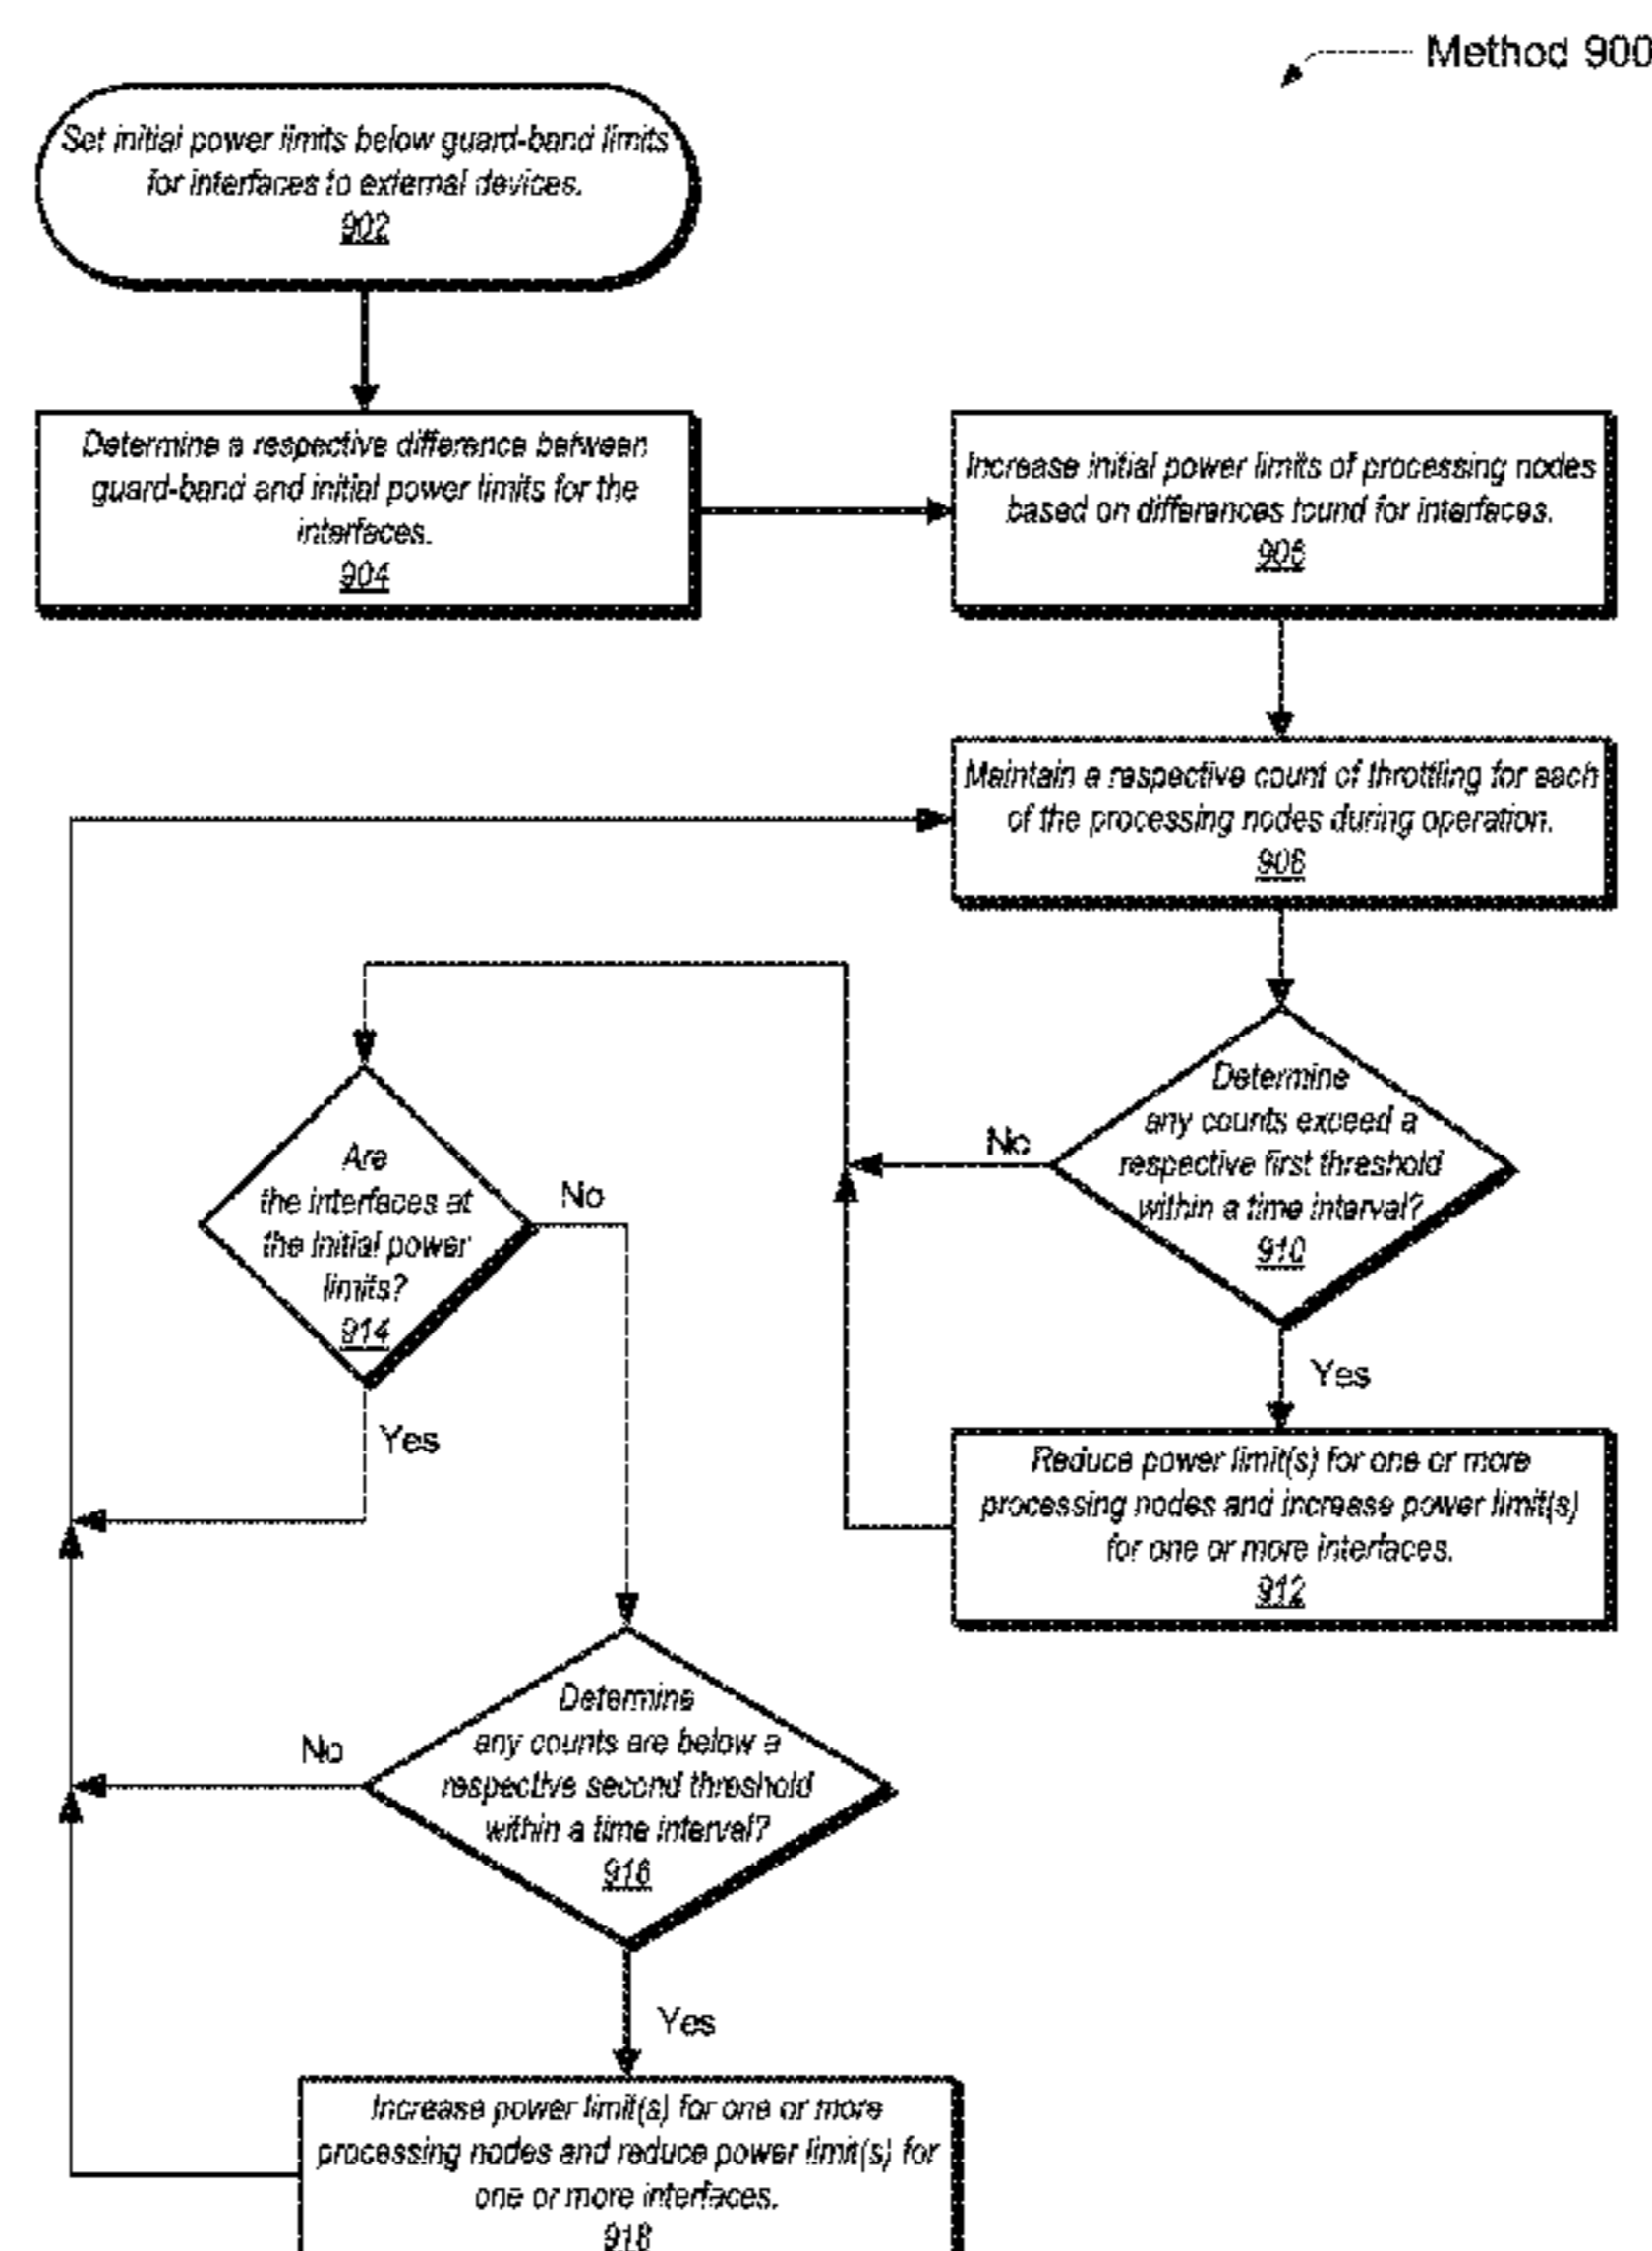 Method 900
Set initial power limits below guard-band limits
for interfaces to external devices.
902
Determine a respective difference between
guard-band and initial power limits for the
interfaces.
904
Increase initial power limits of processing nodes
based on differences found for interfaces.
906
Maintain a respective count of throttling for each
of the processing nodes during operation.
908
Determine
any counts exceed a
respective first threshold
within a time interval?
910
No
Yes
Reduce power limit(s) for one or more
processing nodes and increase power limit(s)
for one or more interfaces.
912
Are
the interfaces at
the initial power
limits?
914
No
Yes
Determine
any counts are below a
respective second threshold
within a time interval?
916
No
Yes
Increase power limit(s) for one or more
processing nodes and reduce power limit(s) for
one or more interfaces.
918